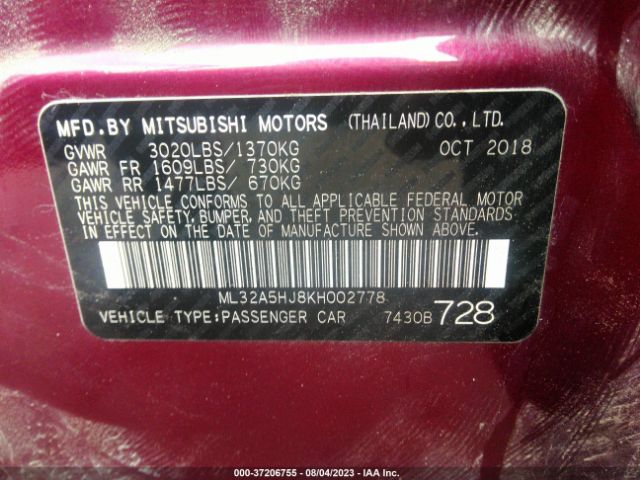 MFD.BY MITSUBISHI MOTORS (THAILAND) CO., LTD.
GVWR 3020LBS/1370KG OCT 2018
GAWR FR 1609LBS/ 730KG
GAWR RR 1477LBS/ 670KG
THIS VEHICLE CONFORMS TO ALL APPLICABLE FEDERAL MOTOR
VEHICLE SAFETY, BUMPER, AND THEFT PREVENTION STANDARDS
IN EFFECT ON THE DATE OF MANUFACTURE SHOWN ABOVE.
ML32A5HJ8KH002778
VEHICLE TYPE:PASSENGER CAR 7430B 728
000-37206755 - 08/04/2023 - IAA Inc.